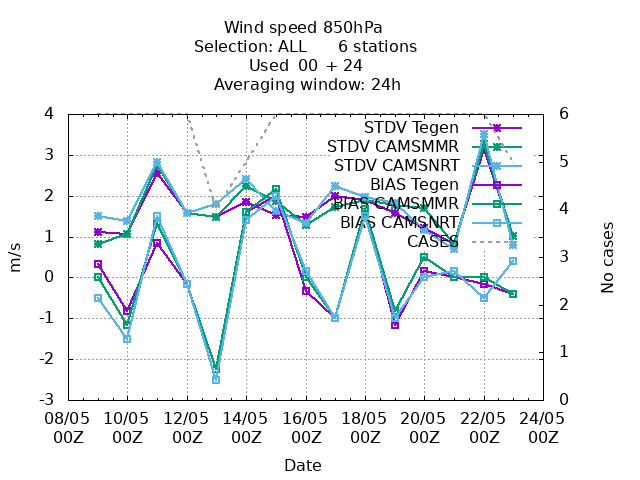 Wind speed 850hPa
Selection: ALL 6 stations
Used 00 + 24
Averaging window: 24h
4
3
2
1
0
-1
-2
-3
m/s
6
5
4
3
2
1
0
No cases
STDV Tegen
STDV CAMSMMR
STDV CAMSNRT
BIAS Tegen
BIAS CAMSMMR
BIAS CAMSNRT
CASES
08/05 10/05 12/05 14/05 16/05 18/05 20/05 22/05 24/05
00Z 00Z 00Z 00Z 00Z 00Z 00Z 00Z 00Z
Date